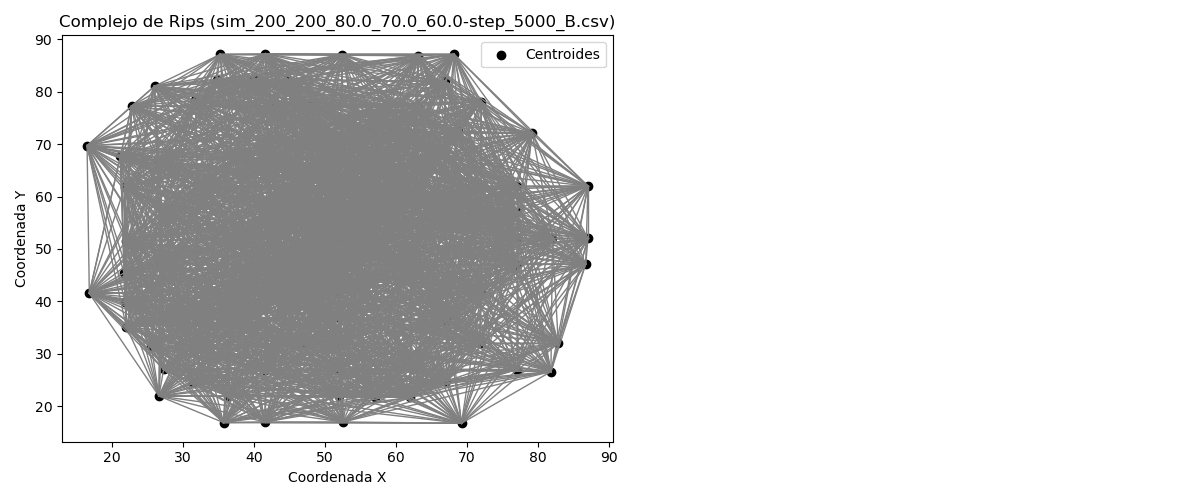 Complejo de Rips (sim_200_200_80.0_70.0_60.0-step_5000_B.csv)
Centroides
90
80
70
60
50
40
30
20
Coordenada Y
20 30 40 50 60 70 80 90
Coordenada X